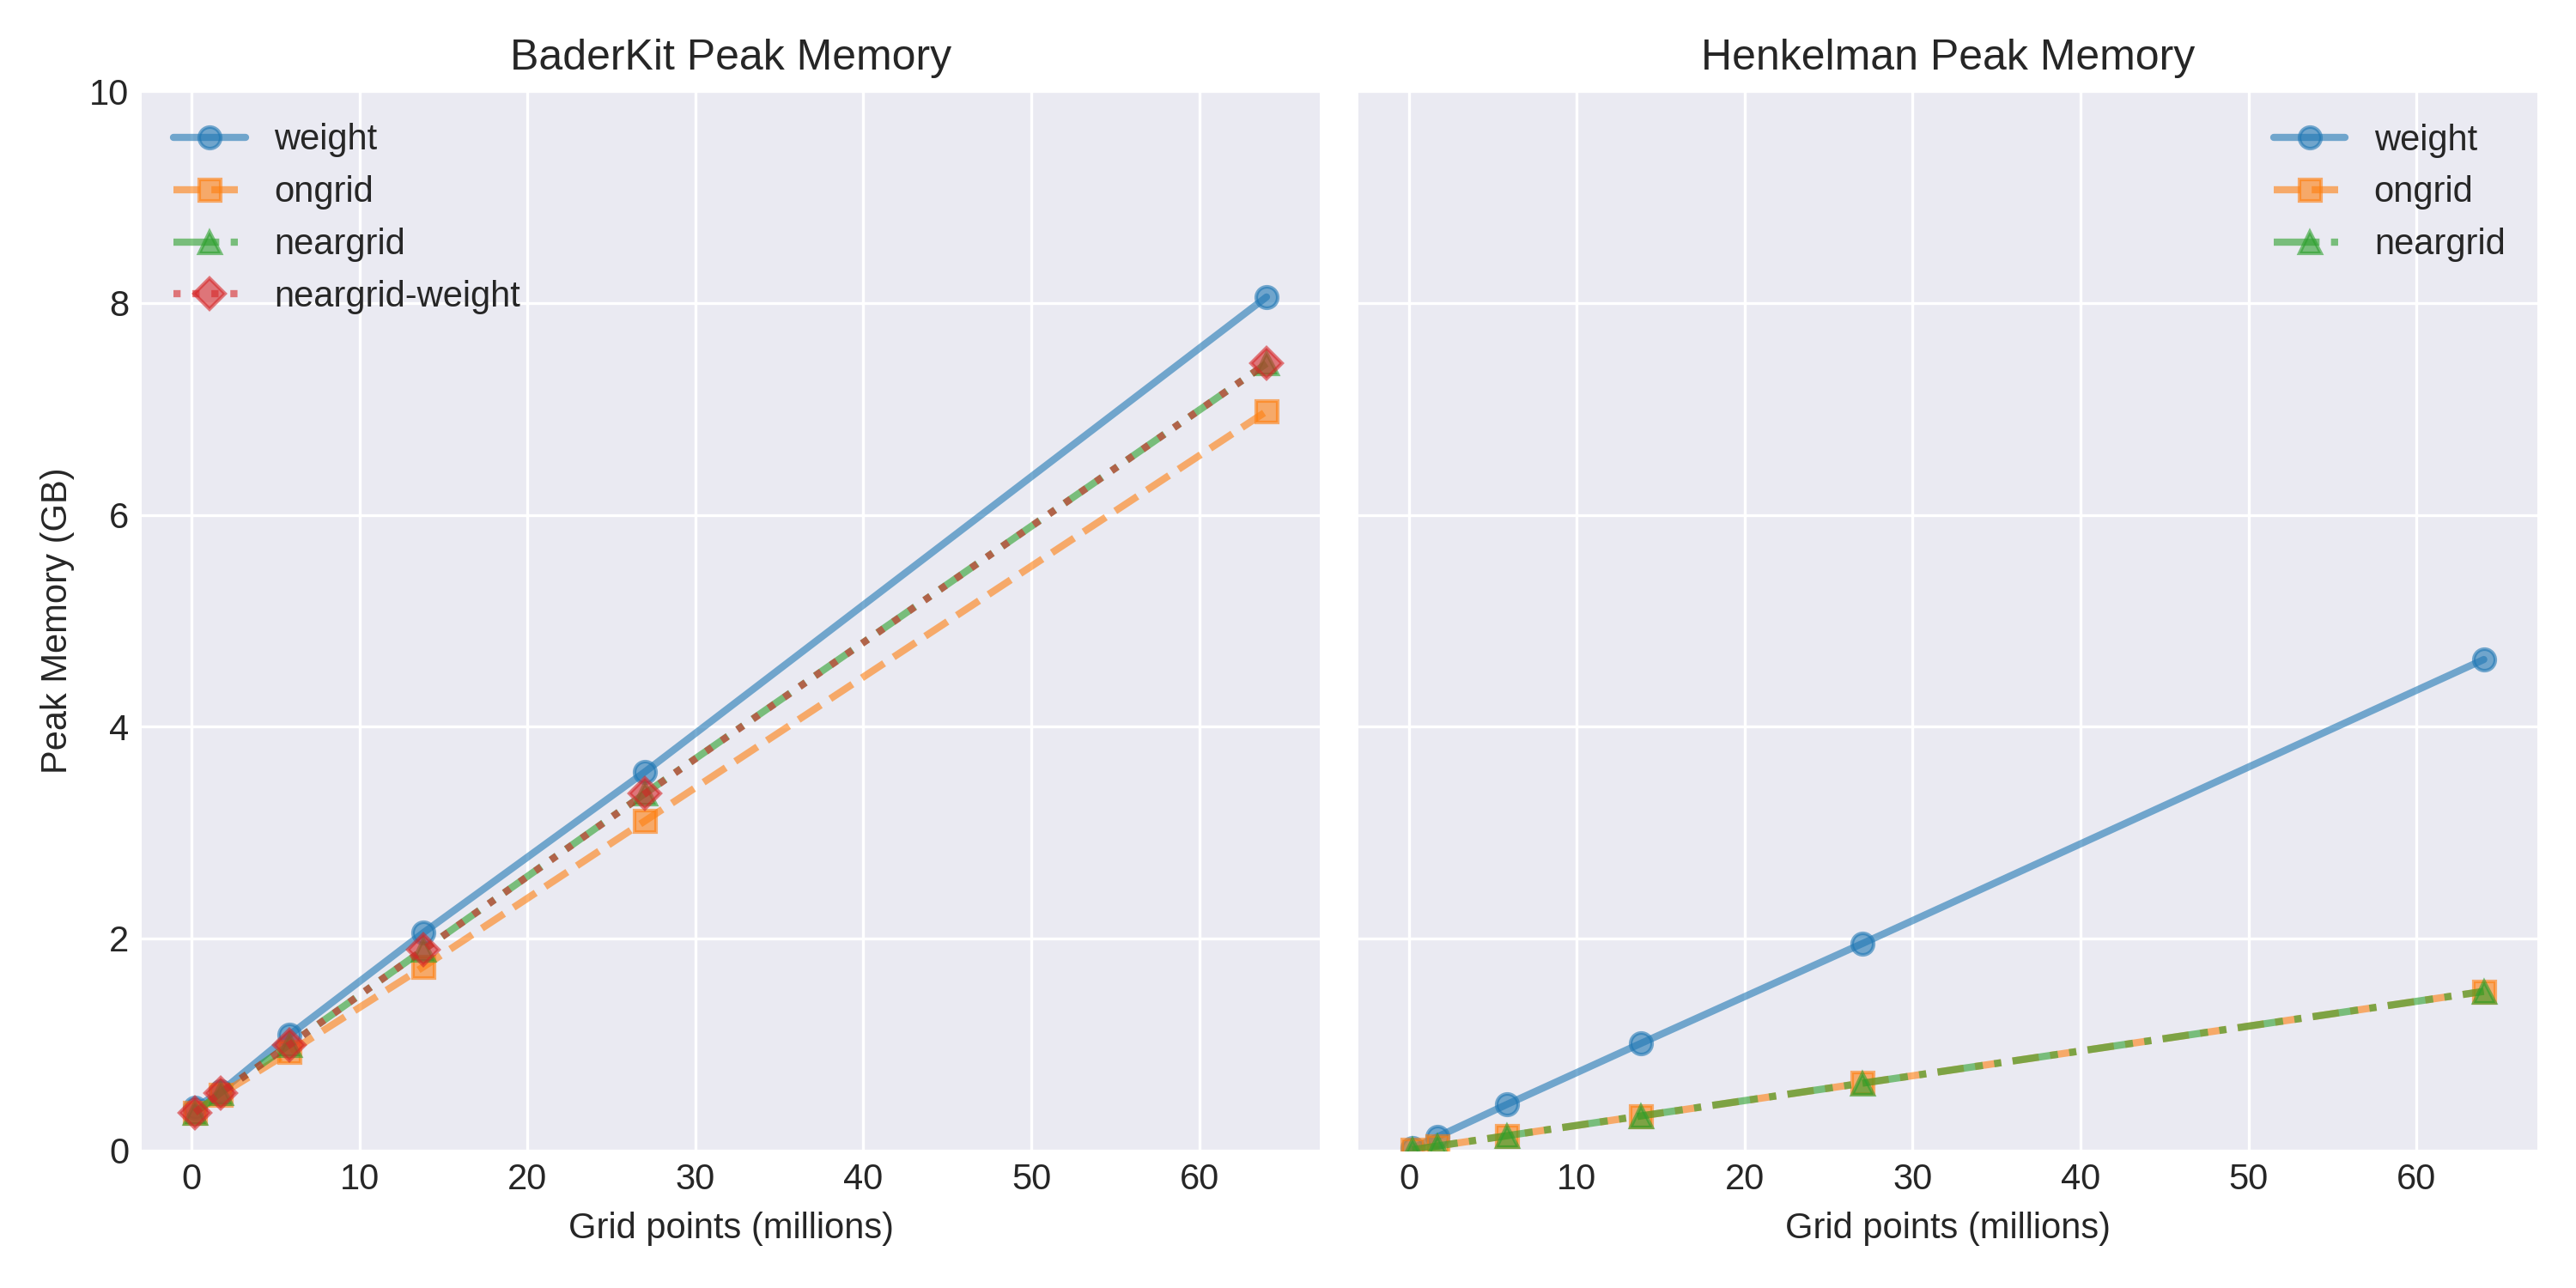 BaderKit Peak Memory
Henkelman Peak Memory
Peak Memory (GB)
10
8
6
4
2
0
weight
ongrid
neargrid
neargrid-weight
weight
ongrid
neargrid
0 10 20 30 40 50 60
0 10 20 30 40 50 60
Grid points (millions)
Grid points (millions)